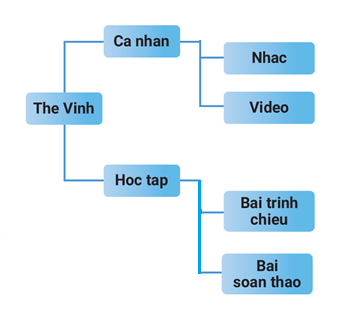 The Vinh
Ca nhan
Nhac
Video
Hoc tap
Bai trinh
chieu
Bai
soan thao